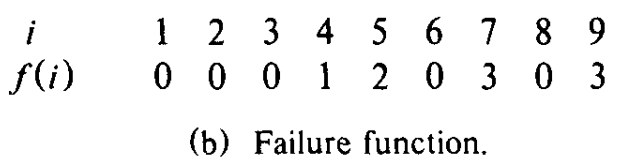 i 1 2 3 4 5 6 7 8 9
f(i) 0 0 0 1 2 0 3 0 3
(b) Failure function.